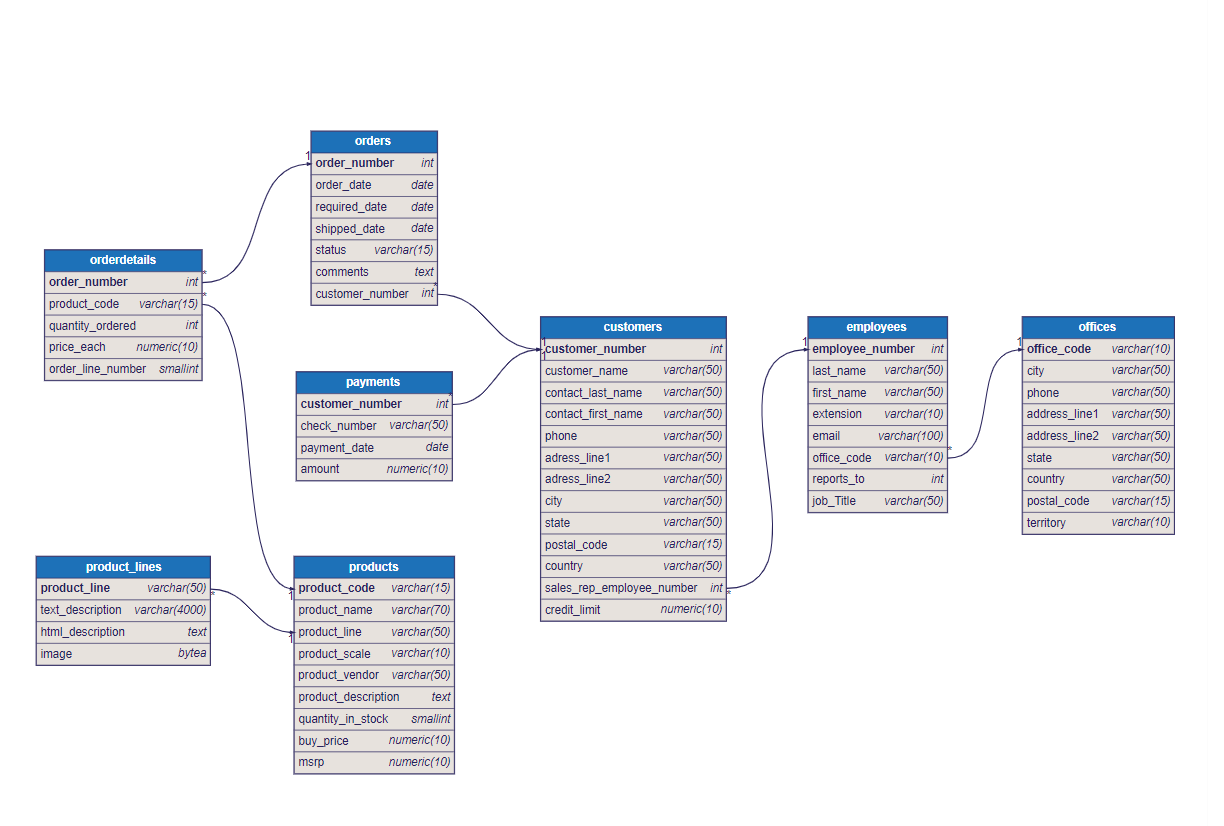 orders
order_number int
order_date date
required_date date
shipped_date date
status varchar(15)
comments text
customer_number int
orderdetails
order_number int
product_code varchar(15)
quantity_ordered int
price_each numeric(10)
order_line_number smallint
payments
customer_number int
check_number varchar(50)
payment_date date
amount numeric(10)
customers
customer_number int
customer_name varchar(50)
contact_last_name varchar(50)
contact_first_name varchar(50)
phone varchar(50)
adress_line1 varchar(50)
adress_line2 varchar(50)
city varchar(50)
state varchar(50)
postal_code varchar(15)
country varchar(50)
sales_rep_employee_number int
credit_limit numeric(10)
employees
employee_number int
last_name varchar(50)
first_name varchar(50)
extension varchar(10)
email varchar(100)
office_code varchar(10)
reports_to int
job_Title varchar(50)
offices
office_code varchar(10)
city varchar(50)
phone varchar(50)
address_line1 varchar(50)
address_line2 varchar(50)
state varchar(50)
country varchar(50)
postal_code varchar(15)
territory varchar(10)
product_lines
product_line varchar(50)
text_description varchar(4000)
html_description text
image bytea
products
product_code varchar(15)
product_name varchar(70)
product_line varchar(50)
product_scale varchar(10)
product_vendor varchar(50)
product_description text
quantity_in_stock smallint
buy_price numeric(10)
msrp numeric(10)
1
*
*
*
*
1
1
*
1
*
1
1
*
1